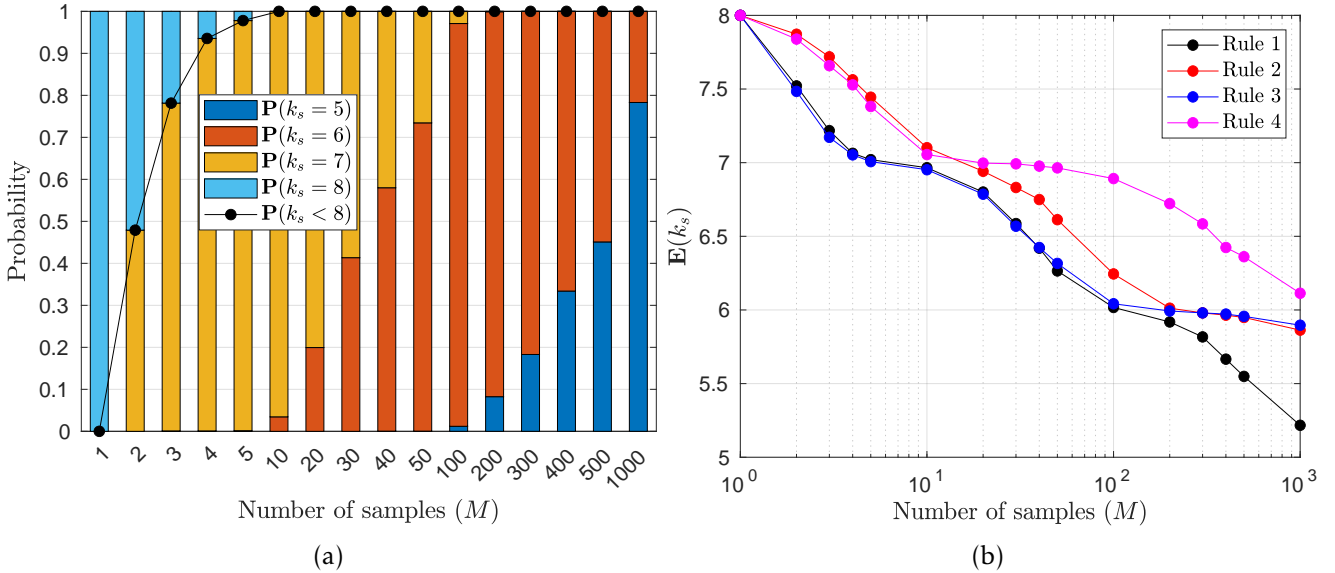 1
0.9
0.8
0.7
0.6
0.5
0.4
0.3
0.2
0.1
0
Probability
P(k_s = 5)
P(k_s = 6)
P(k_s = 7)
P(k_s = 8)
P(k_s < 8)
1 2 3 4 5 10 20 30 40 50 100 200 300 400 500 1000
Number of samples (M)
(a)
8
7.5
7
6.5
6
5.5
5
E(k_s)
Rule 1
Rule 2
Rule 3
Rule 4
10^0 10^1 10^2 10^3
Number of samples (M)
(b)